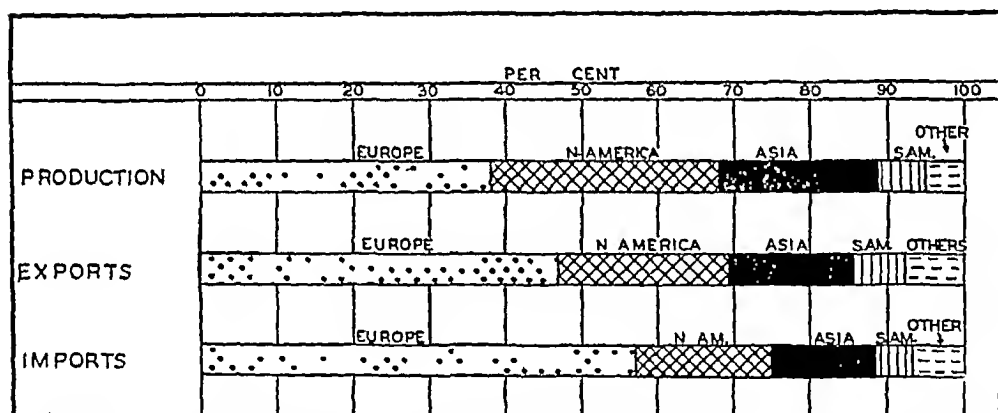 PER CENT
0 10 20 30 40 50 60 70 80 90 100
OTHER
EUROPE N-AMERICA ASIA S.AM.
PRODUCTION
EUROPE N AMERICA ASIA S.AM. OTHERS
EXPORTS
OTHER
EUROPE N AM. ASIA S.AM.
IMPORTS